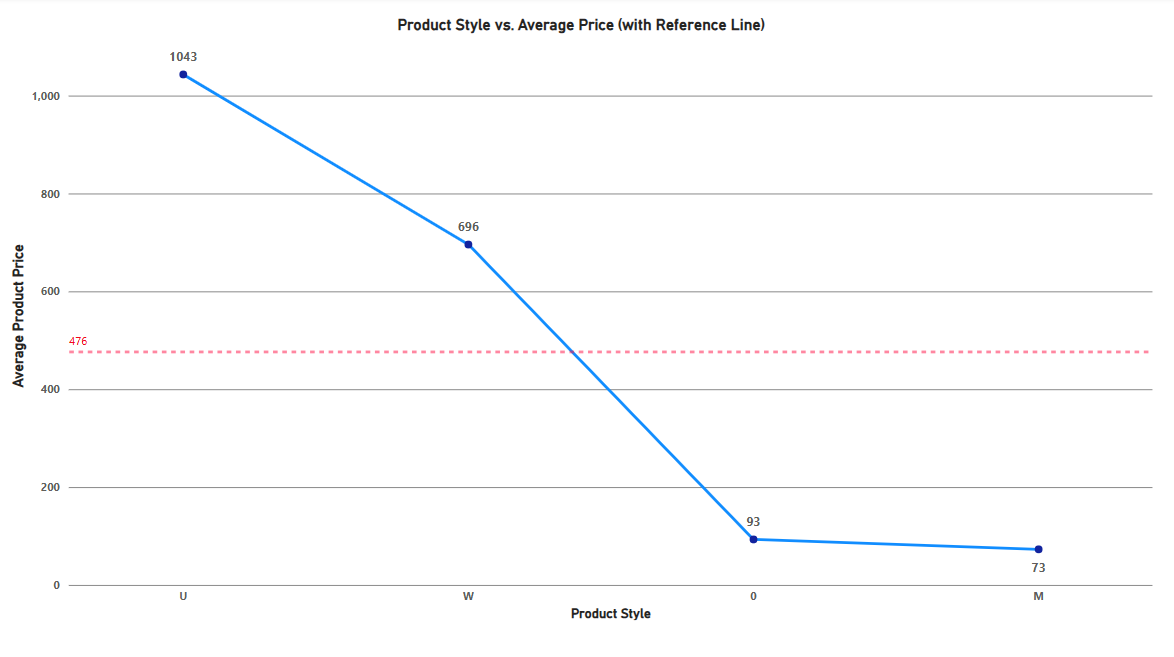 Product Style vs. Average Price (with Reference Line)
1043
1,000
800
696
600
476
400
200
93
73
0
U W 0 M
Product Style
Average Product Price